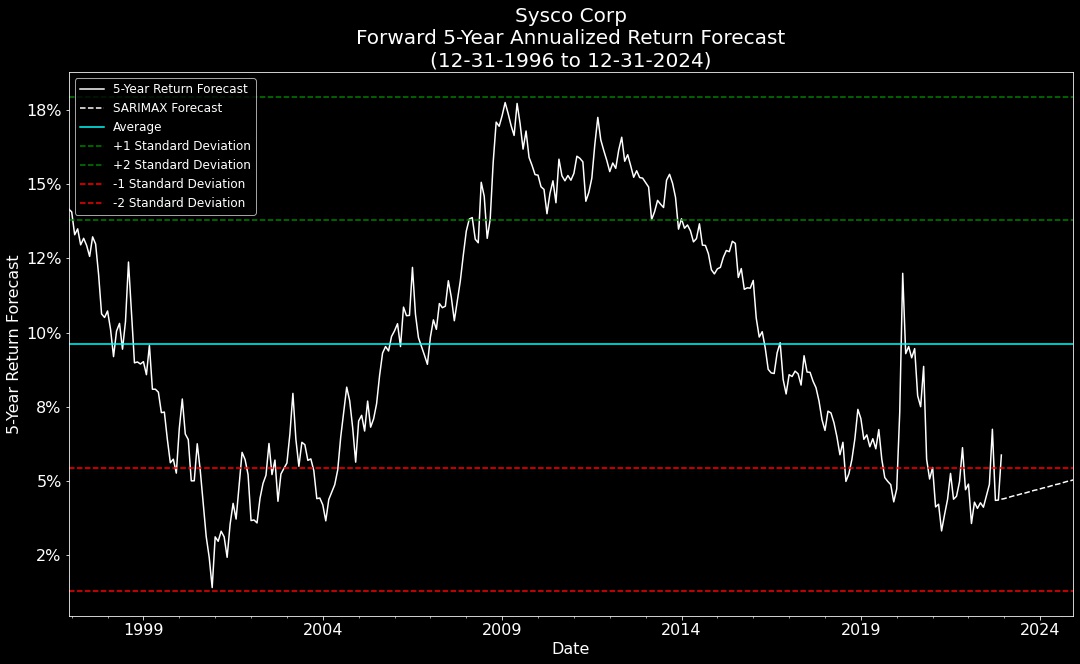 Sysco Corp
Forward 5-Year Annualized Return Forecast
(12-31-1996 to 12-31-2024)
5-Year Return Forecast
SARIMAX Forecast
Average
+1 Standard Deviation
+2 Standard Deviation
-1 Standard Deviation
-2 Standard Deviation
18%
15%
12%
10%
8%
5%
2%
5-Year Return Forecast
1999
2004
2009
2014
2019
2024
Date